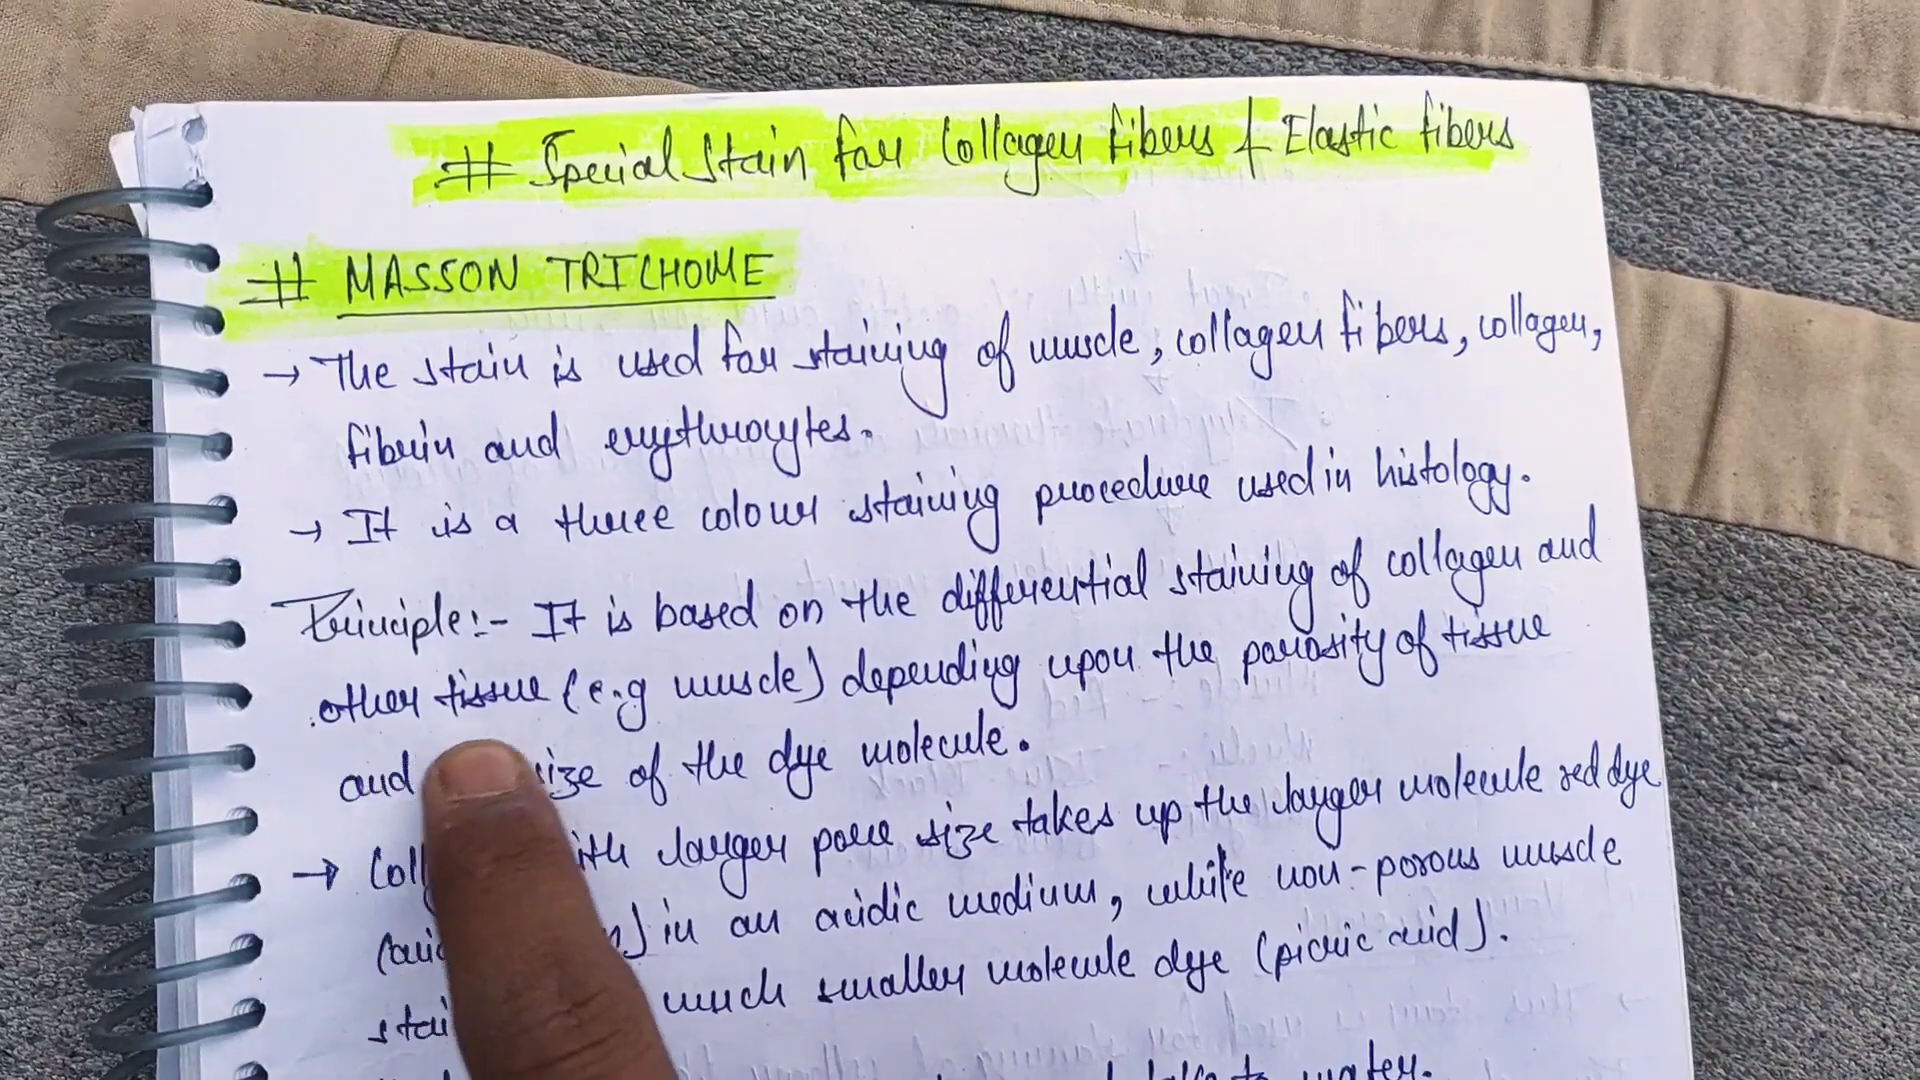 # Special Stain for Collagen fibers & Elastic fibers
# MASSON TRICHOME
→ The stain is used for staining of muscle, collagen fibers, collagen,
fibrin and erythrocytes.
→ It is a three colour staining procedure used in histology.
Principle:- It is based on the differential staining of collagen and
other tissue (e.g muscle) depending upon the porosity of tissue
and size of the dye molecule.
→ larger pore size takes up the larger molecule red dye
in an acidic medium, while non-porous muscle
much smaller molecule dye (picric acid).
water.